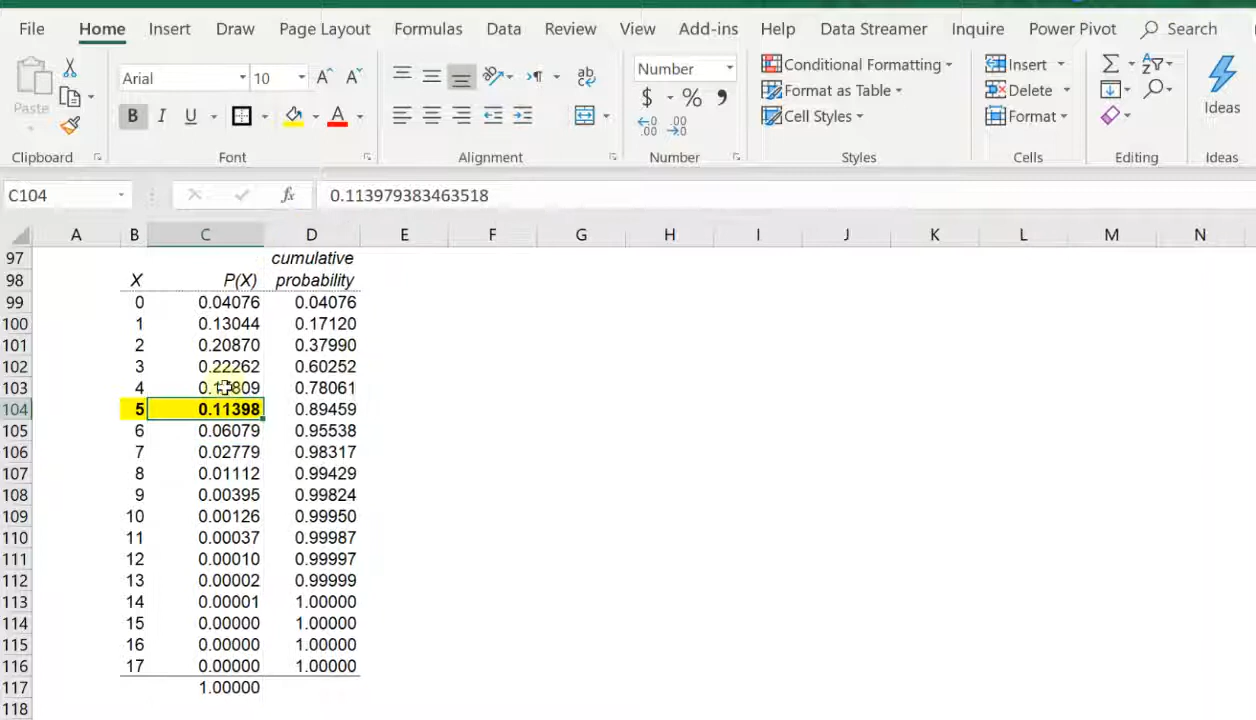 File Home Insert Draw Page Layout Formulas Data Review View Add-ins Help Data Streamer Inquire Power Pivot Search
Paste Arial 10 A A ab Number Conditional Formatting Insert Σ
B I U A $ % 9 Format as Table Delete Ideas
.00 .00 Cell Styles Format
Clipboard Font Alignment Number Styles Cells Editing Ideas
C104 fx 0.113979383463518
A B C D E F G H I J K L M N
97 cumulative
98 X P(X) probability
99 0 0.04076 0.04076
100 1 0.13044 0.17120
101 2 0.20870 0.37990
102 3 0.22262 0.60252
103 4 0.78061
104 5 0.11398 0.89459
105 6 0.06079 0.95538
106 7 0.02779 0.98317
107 8 0.01112 0.99429
108 9 0.00395 0.99824
109 10 0.00126 0.99950
110 11 0.00037 0.99987
111 12 0.00010 0.99997
112 13 0.00002 0.99999
113 14 0.00001 1.00000
114 15 0.00000 1.00000
115 16 0.00000 1.00000
116 17 0.00000 1.00000
117 1.00000
118